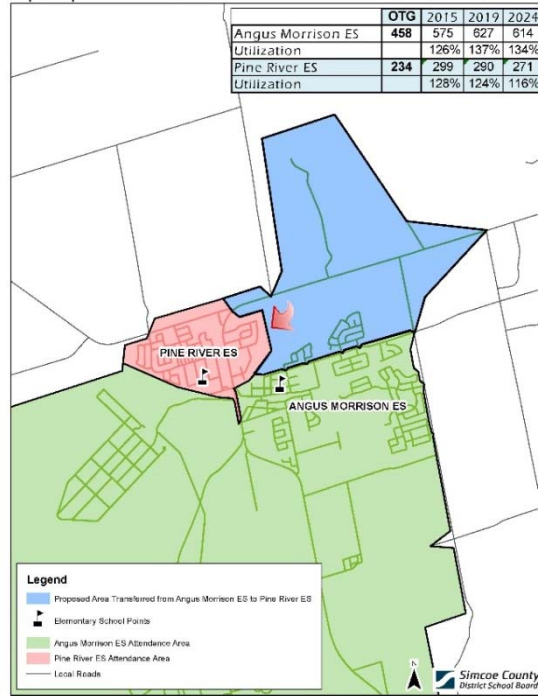 OTG 2015 2019 2024
Angus Morrison ES 458 575 627 614
Utilization 126% 137% 134%
Pine River ES 234 299 290 271
Utilization 128% 124% 116%
PINE RIVER ES
ANGUS MORRISON ES
Legend
Proposed Area Transferred from Angus Morrison ES to Pine River ES
Elementary School Points
Angus Morrison ES Attendance Area
Pine River ES Attendance Area
Local Roads
N
Simcoe County
District School Board